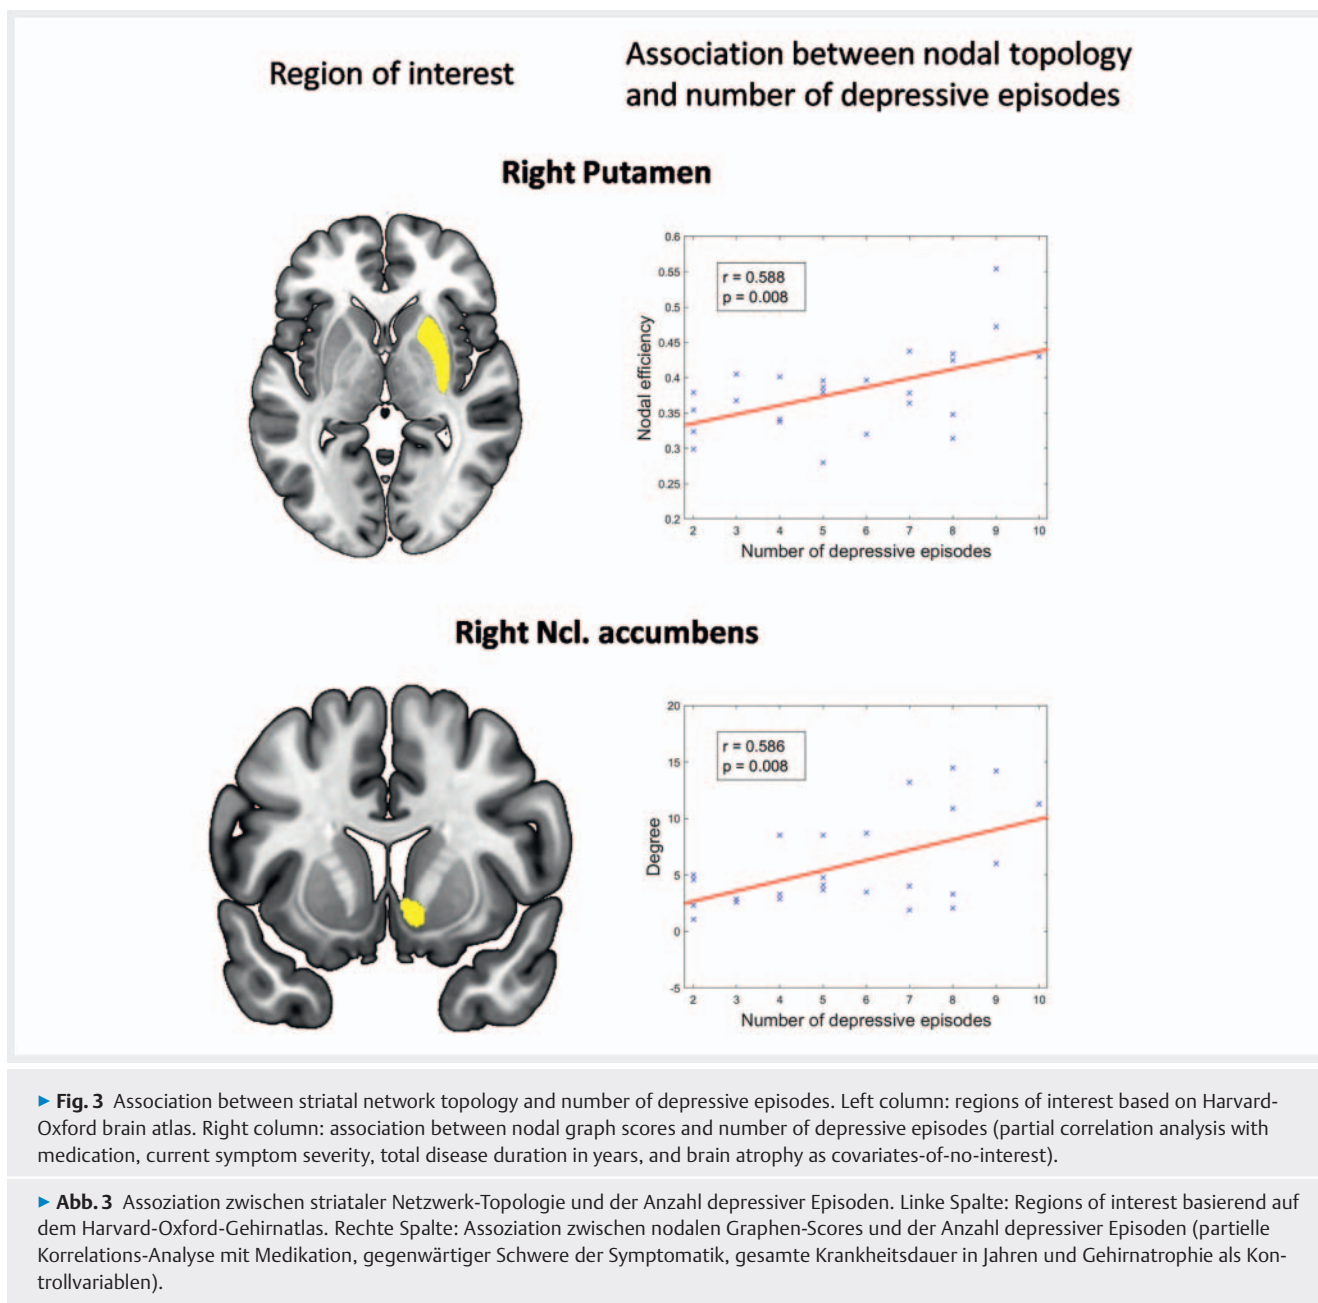 Region of interest
Association between nodal topology
and number of depressive episodes
Right Putamen
r = 0.588
p = 0.008
Nodal efficiency
0.6
0.55
0.5
0.45
0.4
0.35
0.3
0.25
0.2
2 3 4 5 6 7 8 9 10
Number of depressive episodes
Right Ncl. accumbens
r = 0.586
p = 0.008
Degree
20
15
10
5
0
-5
2 3 4 5 6 7 8 9 10
Number of depressive episodes
► Fig. 3 Association between striatal network topology and number of depressive episodes. Left column: regions of interest based on Harvard-
Oxford brain atlas. Right column: association between nodal graph scores and number of depressive episodes (partial correlation analysis with
medication, current symptom severity, total disease duration in years, and brain atrophy as covariates-of-no-interest).
► Abb. 3 Assoziation zwischen striataler Netzwerk-Topologie und der Anzahl depressiver Episoden. Linke Spalte: Regions of interest basierend auf
dem Harvard-Oxford-Gehirnatlas. Rechte Spalte: Assoziation zwischen nodalen Graphen-Scores und der Anzahl depressiver Episoden (partielle
Korrelations-Analyse mit Medikation, gegenwärtiger Schwere der Symptomatik, gesamte Krankheitsdauer in Jahren und Gehirnatrophie als Kon-
trollvariablen).